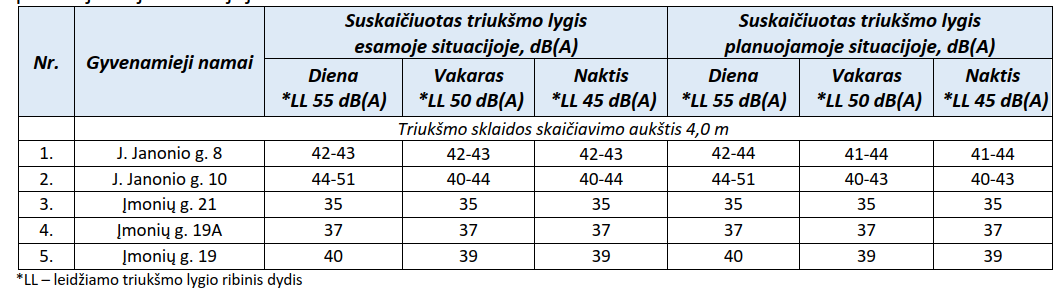 Suskaičiuotas triukšmo lygis esamoje situacijoje, dB(A) Suskaičiuotas triukšmo lygis planuojamoje situacijoje, dB(A)
Nr. Gyvenamieji namai Diena *LL 55 dB(A) Vakaras *LL 50 dB(A) Naktis *LL 45 dB(A) Diena *LL 55 dB(A) Vakaras *LL 50 dB(A) Naktis *LL 45 dB(A)
Triukšmo sklaidos skaičiavimo aukštis 4,0 m
1. J. Janonio g. 8 42-43 42-43 42-43 42-44 41-44 41-44
2. J. Janonio g. 10 44-51 40-44 40-44 44-51 40-43 40-43
3. Įmonių g. 21 35 35 35 35 35 35
4. Įmonių g. 19A 37 37 37 37 37 37
5. Įmonių g. 19 40 39 39 40 39 39
*LL – leidžiamo triukšmo lygio ribinis dydis